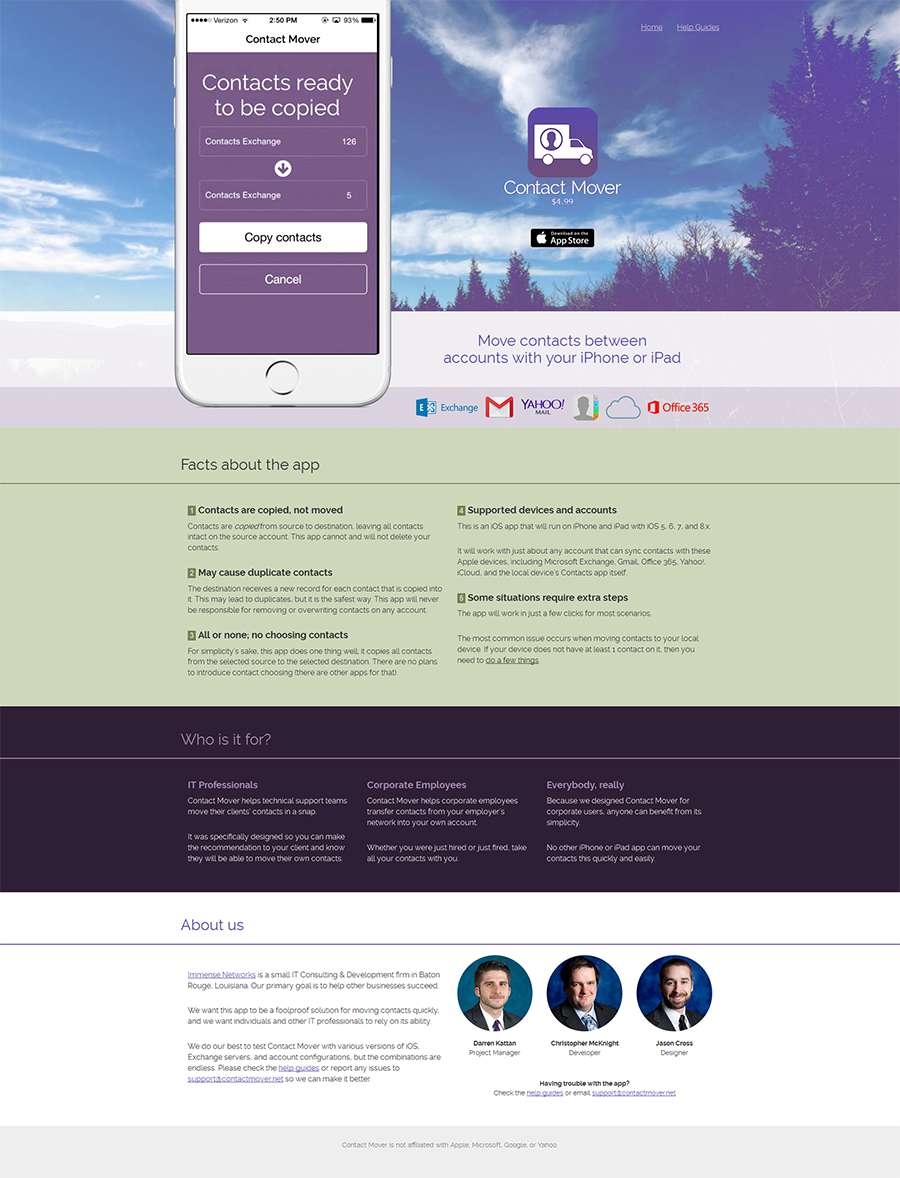 Verizon 2:50 PM 93%
Contact Mover
Contacts ready
to be copied
Contacts Exchange 126
Contacts Exchange 5
Copy contacts
Cancel
Home Help Guides
Contact Mover
$4.99
Download on the
App Store
Move contacts between
accounts with your iPhone or iPad
E Exchange YAHOO! Office 365
MAIL
Facts about the app
1 Contacts are copied, not moved
Contacts are copied from source to destination, leaving all contacts
intact on the source account. This app cannot and will not delete your
contacts.
2 May cause duplicate contacts
The destination receives a new record for each contact that is copied into
it. This may lead to duplicates, but it is the safest way. This app will never
be responsible for removing or overwriting contacts on any account.
3 All or none; no choosing contacts
For simplicity's sake, this app does one thing well; it copies all contacts
from the selected source to the selected destination. There are no plans
to introduce contact choosing (there are other apps for that).
4 Supported devices and accounts
This is an iOS app that will run on iPhone and iPad with iOS 5, 6, 7, and 8.x.
It will work with just about any account that can sync contacts with these
Apple devices, including Microsoft Exchange, Gmail, Office 365, Yahoo!,
iCloud, and the local device's Contacts app itself.
5 Some situations require extra steps
The app will work in just a few clicks for most scenarios.
The most common issue occurs when moving contacts to your local
device. If your device does not have at least 1 contact on it, then you
need to do a few things.
Who is it for?
IT Professionals
Contact Mover helps technical support teams
move their clients' contacts in a snap.
It was specifically designed so you can make
the recommendation to your client and know
they will be able to move their own contacts.
Corporate Employees
Contact Mover helps corporate employees
transfer contacts from your employer's
network into your own account.
Whether you were just hired or just fired, take
all your contacts with you.
Everybody, really
Because we designed Contact Mover for
corporate users, anyone can benefit from its
simplicity.
No other iPhone or iPad app can move your
contacts this quickly and easily.
About us
Immense Networks is a small IT Consulting & Development firm in Baton
Rouge, Louisiana. Our primary goal is to help other businesses succeed.
We want this app to be a foolproof solution for moving contacts quickly,
and we want individuals and other IT professionals to rely on its ability.
We do our best to test Contact Mover with various versions of iOS,
Exchange servers, and account configurations, but the combinations are
endless. Please check the help guides or report any issues to
support@contactmover.net so we can make it better
Darren Kattan
Project Manager
Christopher McKnight
Developer
Jason Cross
Designer
Having trouble with the app?
Check the help guides or email support@contactmover.net
Contact Mover is not affiliated with Apple, Microsoft, Google, or Yahoo